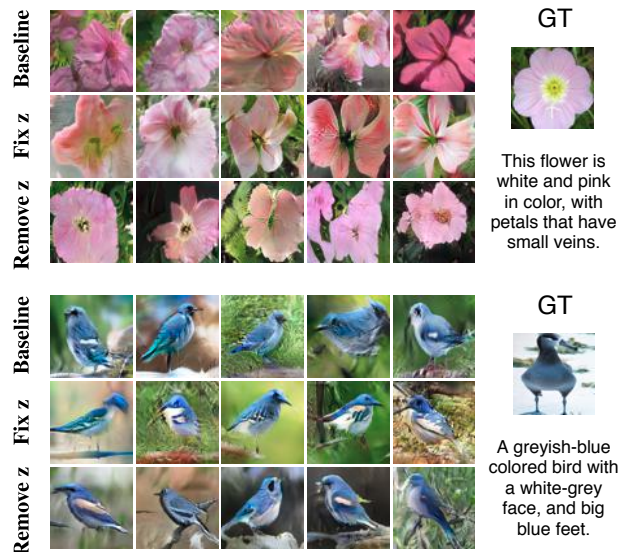 Baseline
Fix z
Remove z
GT
This flower is
white and pink
in color, with
petals that have
small veins.
Baseline
Fix z
Remove z
GT
A greyish-blue
colored bird with
a white-grey
face, and big
blue feet.